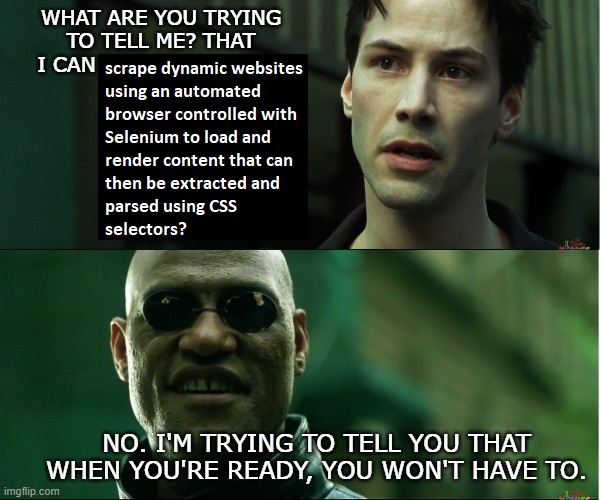 WHAT ARE YOU TRYING
TO TELL ME? THAT
I CAN scrape dynamic websites
using an automated
browser controlled with
Selenium to load and
render content that can
then be extracted and
parsed using CSS
selectors?
NO. I'M TRYING TO TELL YOU THAT
WHEN YOU'RE READY, YOU WON'T HAVE TO.
imgflip.com